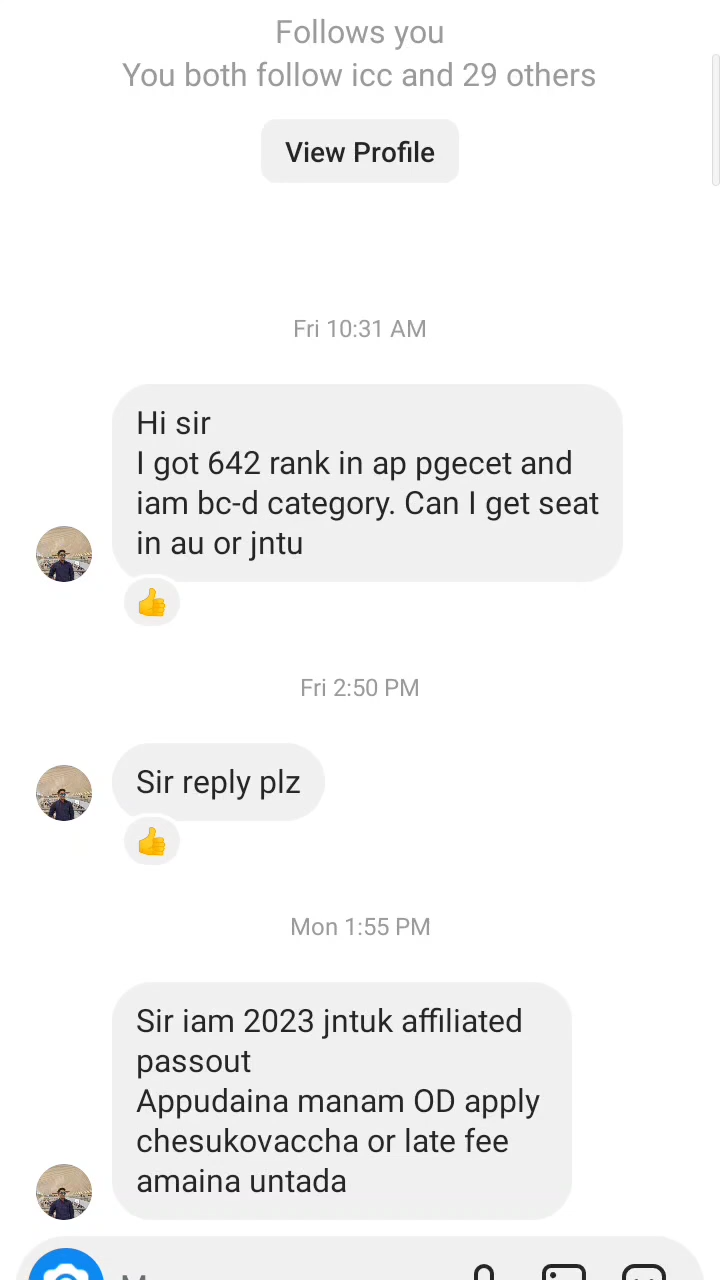 Follows you
You both follow icc and 29 others
View Profile
Fri 10:31 AM
Hi sir
I got 642 rank in ap pgecet and
iam bc-d category. Can I get seat
in au or jntu
Fri 2:50 PM
Sir reply plz
Mon 1:55 PM
Sir iam 2023 jntuk affiliated
passout
Appudaina manam OD apply
chesukovaccha or late fee
amaina untada